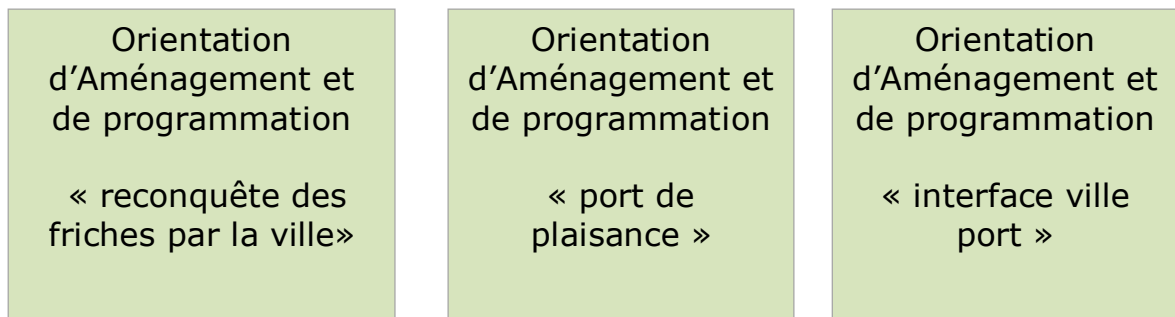 Orientation
d’Aménagement et
de programmation
« reconquête des
friches par la ville»
Orientation
d’Aménagement et
de programmation
« port de
plaisance »
Orientation
d’Aménagement et
de programmation
« interface ville
port »